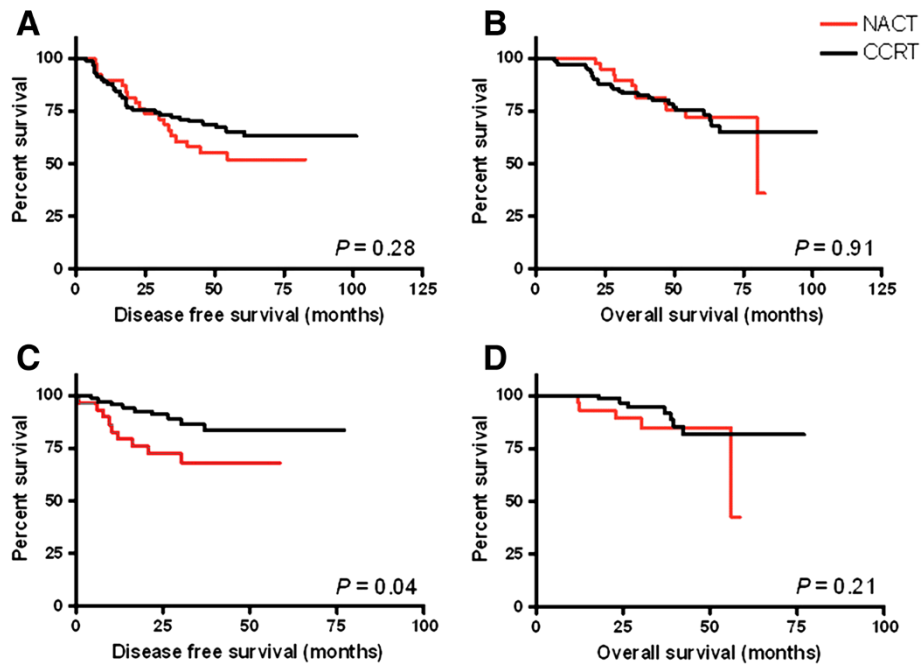 A
B
NACT
CCRT
100
75
50
25
0
Percent survival
P = 0.28
0 25 50 75 100 125
Disease free survival (months)
100
75
50
25
0
Percent survival
P = 0.91
0 25 50 75 100 125
Overall survival (months)
C
D
100
75
50
25
0
Percent survival
P = 0.04
0 25 50 75 100
Disease free survival (months)
100
75
50
25
0
Percent survival
P = 0.21
0 25 50 75 100
Overall survival (months)